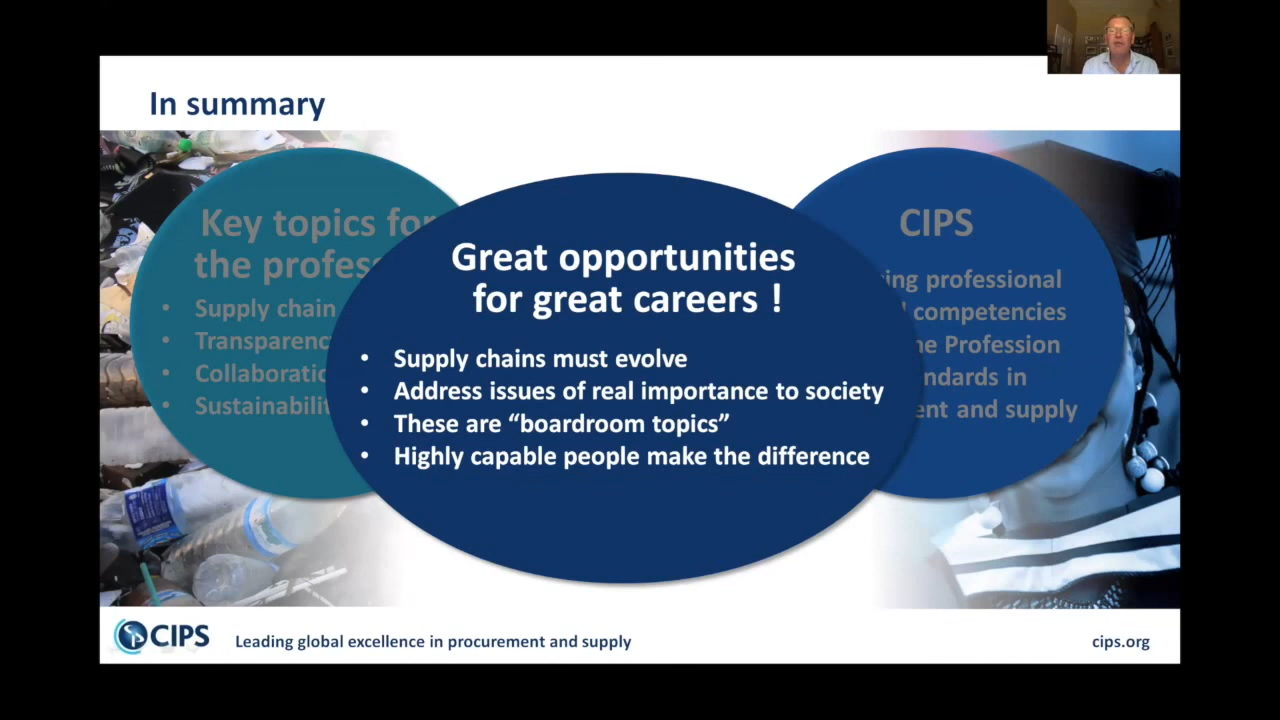 In summary
Key topics for
the profes
• Supply chain
• Transparenc
• Collaboratio
• Sustainabilit
Great opportunities
for great careers !
• Supply chains must evolve
• Address issues of real importance to society
• These are “boardroom topics”
• Highly capable people make the difference
CIPS
ing professional
competencies
he Profession
ndards in
ent and supply
CIPS
Leading global excellence in procurement and supply
cips.org